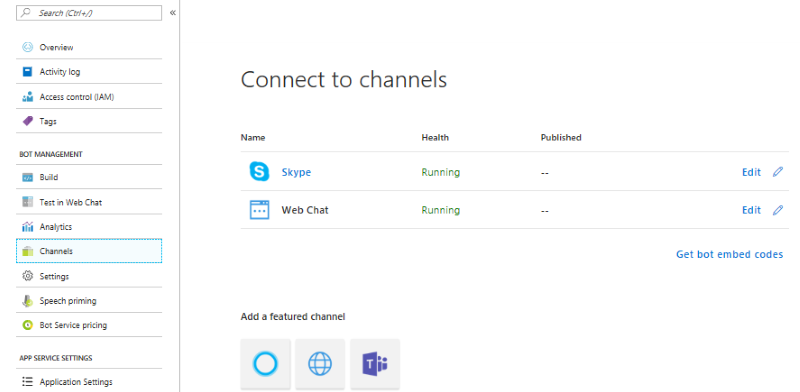 Search (Ctrl+/)
«
Overview
Activity log
Access control (IAM)
Tags
BOT MANAGEMENT
Build
Test in Web Chat
Analytics
Channels
Settings
Speech priming
Bot Service pricing
APP SERVICE SETTINGS
Application Settings
Connect to channels
Name Health Published
Skype Running -- Edit
Web Chat Running -- Edit
Get bot embed codes
Add a featured channel